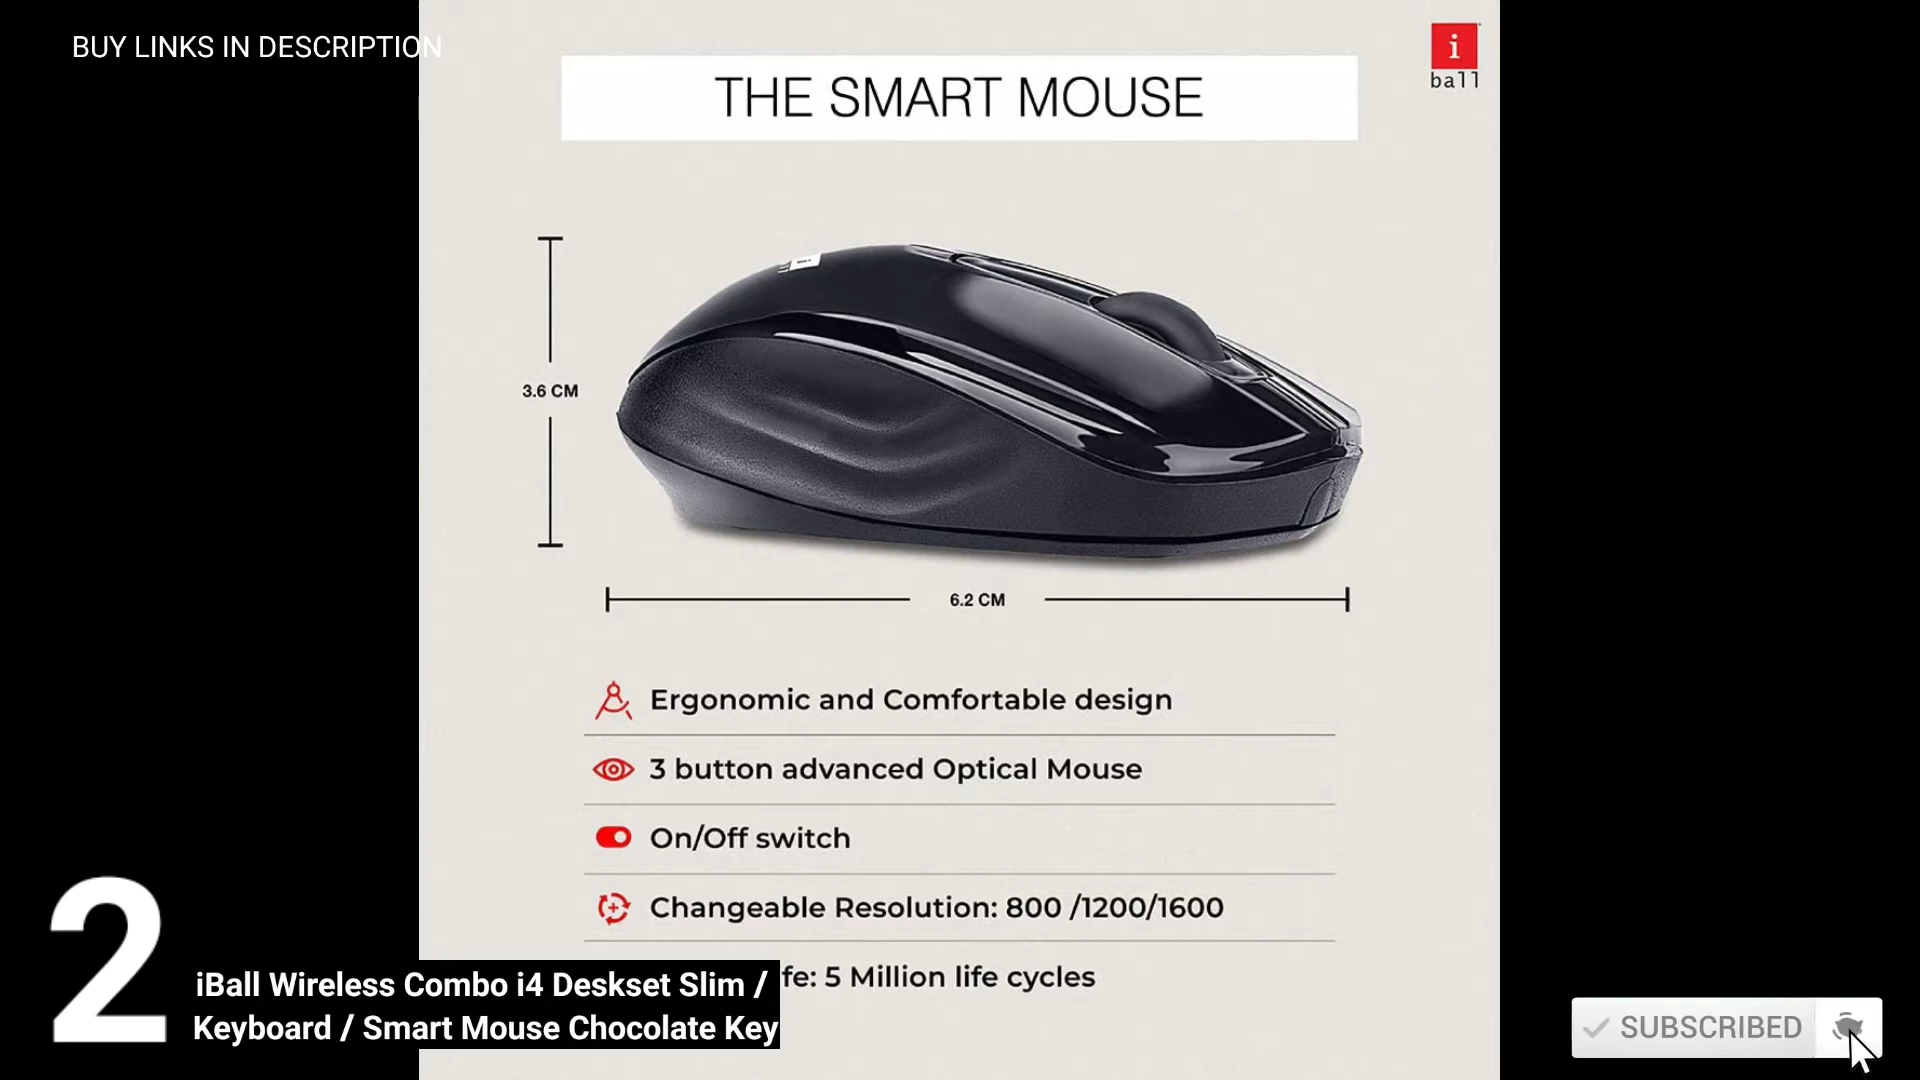 BUY LINKS IN DESCRIPTION
i
ball
THE SMART MOUSE
3.6 CM
6.2 CM
Ergonomic and Comfortable design
3 button advanced Optical Mouse
On/Off switch
Changeable Resolution: 800 /1200/1600
fe: 5 Million life cycles
2
iBall Wireless Combo i4 Deskset Slim /
Keyboard / Smart Mouse Chocolate Key
SUBSCRIBED